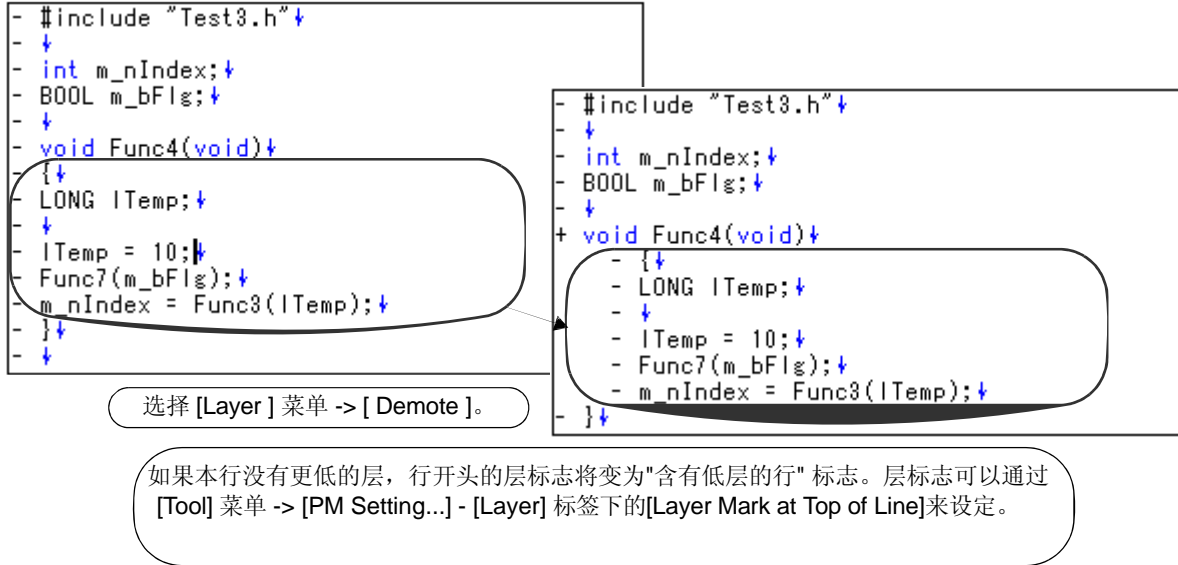 - #include "Test3.h"↓
- ↓
- int m_nIndex;↓
- BOOL m_bFlg;↓
- ↓
- void Func4(void)↓
- {↓
- LONG lTemp;↓
- ↓
- lTemp = 10;↓
- Func7(m_bFlg);↓
- m_nIndex = Func3(lTemp);↓
- }↓
- ↓
- #include "Test3.h"↓
- ↓
- int m_nIndex;↓
- BOOL m_bFlg;↓
- ↓
+ void Func4(void)↓
- {↓
- LONG lTemp;↓
- ↓
- lTemp = 10;↓
- Func7(m_bFlg);↓
- m_nIndex = Func3(lTemp);↓
- }↓
选择 [Layer ] 菜单 -> [ Demote ]。
如果本行没有更低的层，行开头的层标志将变为"含有低层的行" 标志。层标志可以通过
[Tool] 菜单 -> [PM Setting...] - [Layer] 标签下的[Layer Mark at Top of Line]来设定。